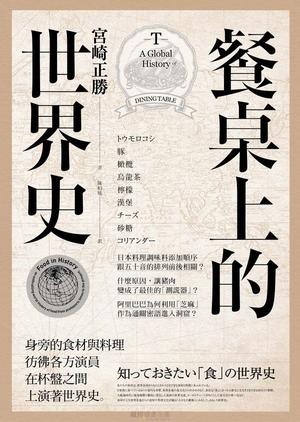 餐桌上的
世界史
宮崎正勝
著
陳柏瑤
譯
T
A Global
History of
DINING TABLE
トウモロコシ
豚
橄欖
烏龍茶
檸檬
漢堡
チーズ
砂糖
コリアンダー
日本料理調味料添加順序
跟五十音的排列前後相關？
什麼原因，讓豬肉
變成了最佳的「測謊器」？
阿里巴巴為何利用「芝麻」
作為通關密語進入洞窟？
Food in History
身旁的食材與料理
彷彿各方演員
在杯盤之間
上演著世界史。
知っておきたい「食」の世界史